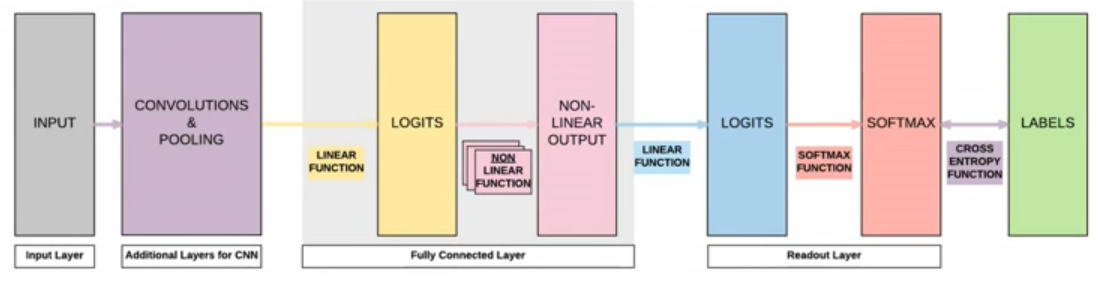 INPUT
CONVOLUTIONS
&
POOLING
LINEAR
FUNCTION
LOGITS
NON
LINEAR
FUNCTION
NON-
LINEAR
OUTPUT
LINEAR
FUNCTION
LOGITS
SOFTMAX
FUNCTION
SOFTMAX
CROSS
ENTROPY
FUNCTION
LABELS
Input Layer
Additional Layers for CNN
Fully Connected Layer
Readout Layer